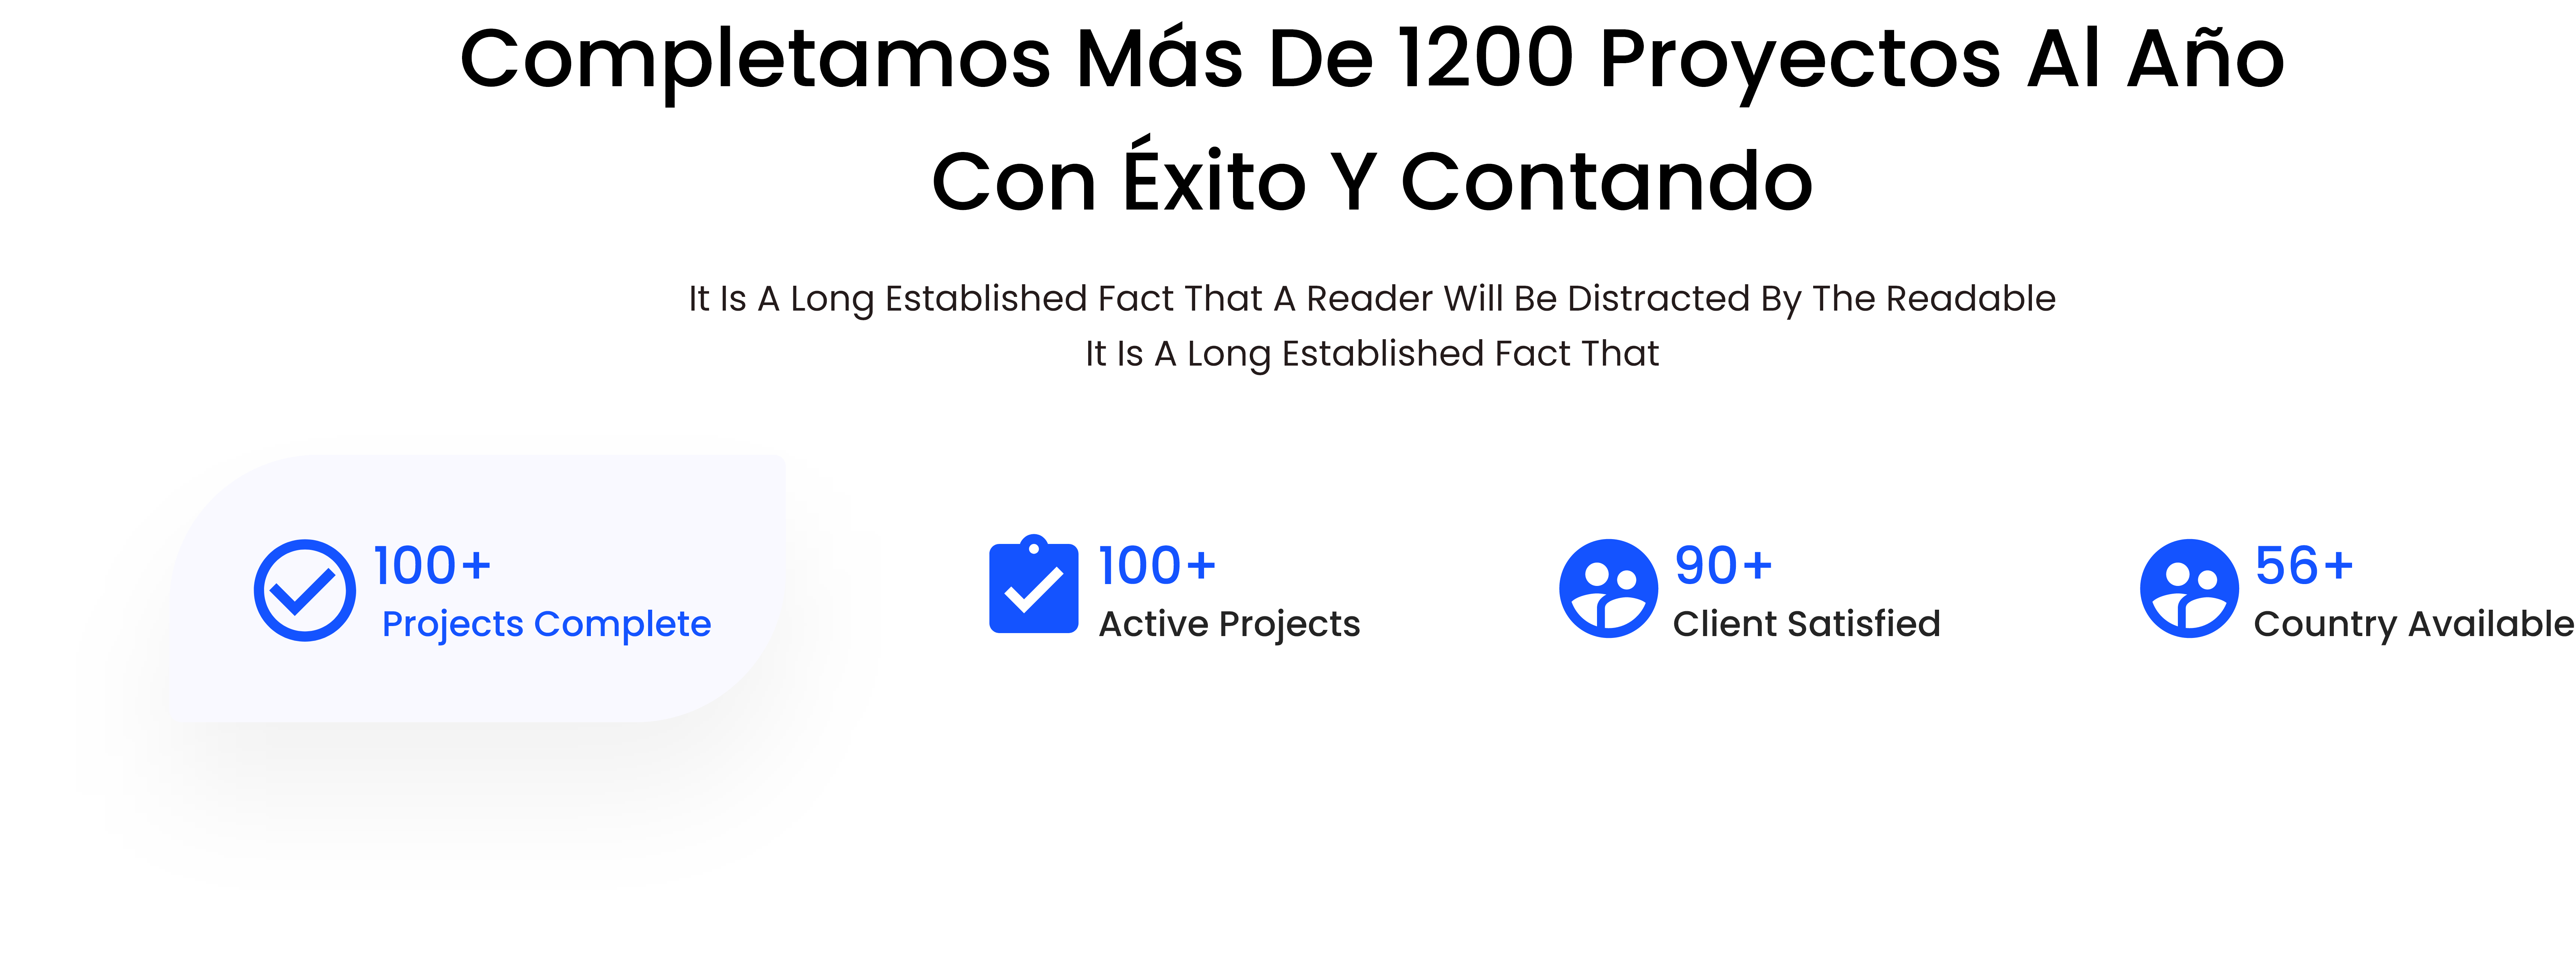 Completamos Más De 1200 Proyectos Al Año
Con Éxito Y Contando
It Is A Long Established Fact That A Reader Will Be Distracted By The Readable
It Is A Long Established Fact That
100+
Projects Complete
100+
Active Projects
90+
Client Satisfied
56+
Country Available